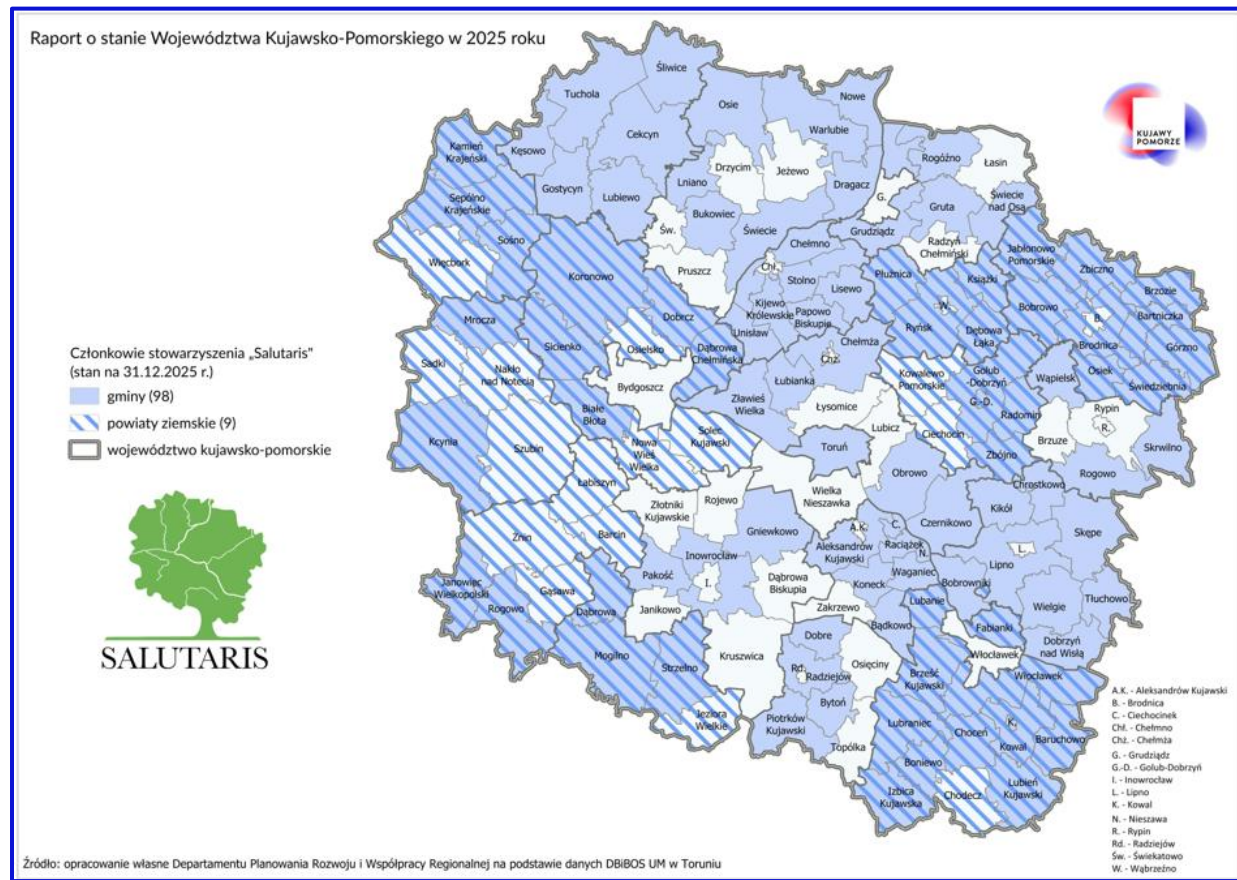 Raport o stanie Województwa Kujawsko-Pomorskiego w 2025 roku
KUJAWY
POMORZE
Śliwice
Tuchola
Osie
Nowe
Cekcyn
Warlubie
Kamień
Krajeński
Kęsowo
Rogóźno
Łasin
Drzycim
Jeżewo
Lniano
Dragacz
Gostycyn
Lubiewo
Sępólno
Krajeńskie
Świecie
nad Osą
G.
Gruta
Bukowiec
Św.
Świecie
Grudziądz
Sośno
Więcbork
Radzyń
Chełmiński
Chełmno
Jabłonowo
Pomorskie
Pruszcz
Chł.
Koronowo
Płużnica
Książki
Zbiczno
Stolno
Lisewo
Brzozie
Bobrowo
Kijewo
Królewskie
Papowo
Biskupie
W.
B.
Bartniczka
Mrocza
Dobrcz
Unisław
Ryńsk
Dębowa
Łąka
Sicienko
Osielsko
Dąbrowa
Chełmińska
Chełmża
Chż.
Brodnica
Górzno
Sadki
Nakło
nad Notecią
Kowalewo
Pomorskie
Golub
-Dobrzyń
Osiek
Świedziebnia
Wąpielsk
Bydgoszcz
Łubianka
G.-D.
Zławieś
Wielka
Łysomice
Radomin
Rypin
R.
Białe
Błota
Solec
Kujawski
Lubicz
Ciechocin
Brzuze
Skrwilno
Kcynia
Szubin
Nowa
Wieś
Wielka
Toruń
Zbójno
Obrowo
Rogowo
Łabiszyn
Wielka
Nieszawka
Chrostkowo
Złotniki
Kujawskie
Rojewo
Kikół
Gniewkowo
Czernikowo
Skępe
Żnin
Barcin
A.K.
C.
Aleksandrów
Kujawski
Raciążek
N.
L.
Inowrocław
Lipno
Pakość
I.
Koneck
Waganiec
Bobrowniki
Janowiec
Wielkopolski
Gąsawa
Dąbrowa
Biskupia
Tłuchowo
Rogowo
Dąbrowa
Janikowo
Zakrzewo
Lubanie
Wielgie
Bądkowo
Fabianki
Dobre
Dobrzyń
nad Wisłą
Mogilno
Kruszwica
Włocławek
Strzelno
Osięciny
Rd.
Radziejów
Brześć
Kujawski
Włocławek
Jeziora
Wielkie
Bytoń
Lubraniec
K.
Piotrków
Kujawski
Choceń
Kowal
Baruchowo
Topólka
Boniewo
Izbica
Kujawska
Chodecz
Lubień
Kujawski
Członkowie stowarzyszenia „Salutaris"
(stan na 31.12.2025 r.)
gminy (98)
powiaty ziemskie (9)
województwo kujawsko-pomorskie
SALUTARIS
A.K. - Aleksandrów Kujawski
B. - Brodnica
C. - Ciechocinek
Chł. - Chełmno
Chż. - Chełmża
G. - Grudziądz
G.-D. - Golub-Dobrzyń
I. - Inowrocław
L. - Lipno
K. - Kowal
N. - Nieszawa
R. - Rypin
Rd. - Radziejów
Św. - Świekatowo
W. - Wąbrzeźno
Źródło: opracowanie własne Departamentu Planowania Rozwoju i Współpracy Regionalnej na podstawie danych DBiBOS UM w Toruniu